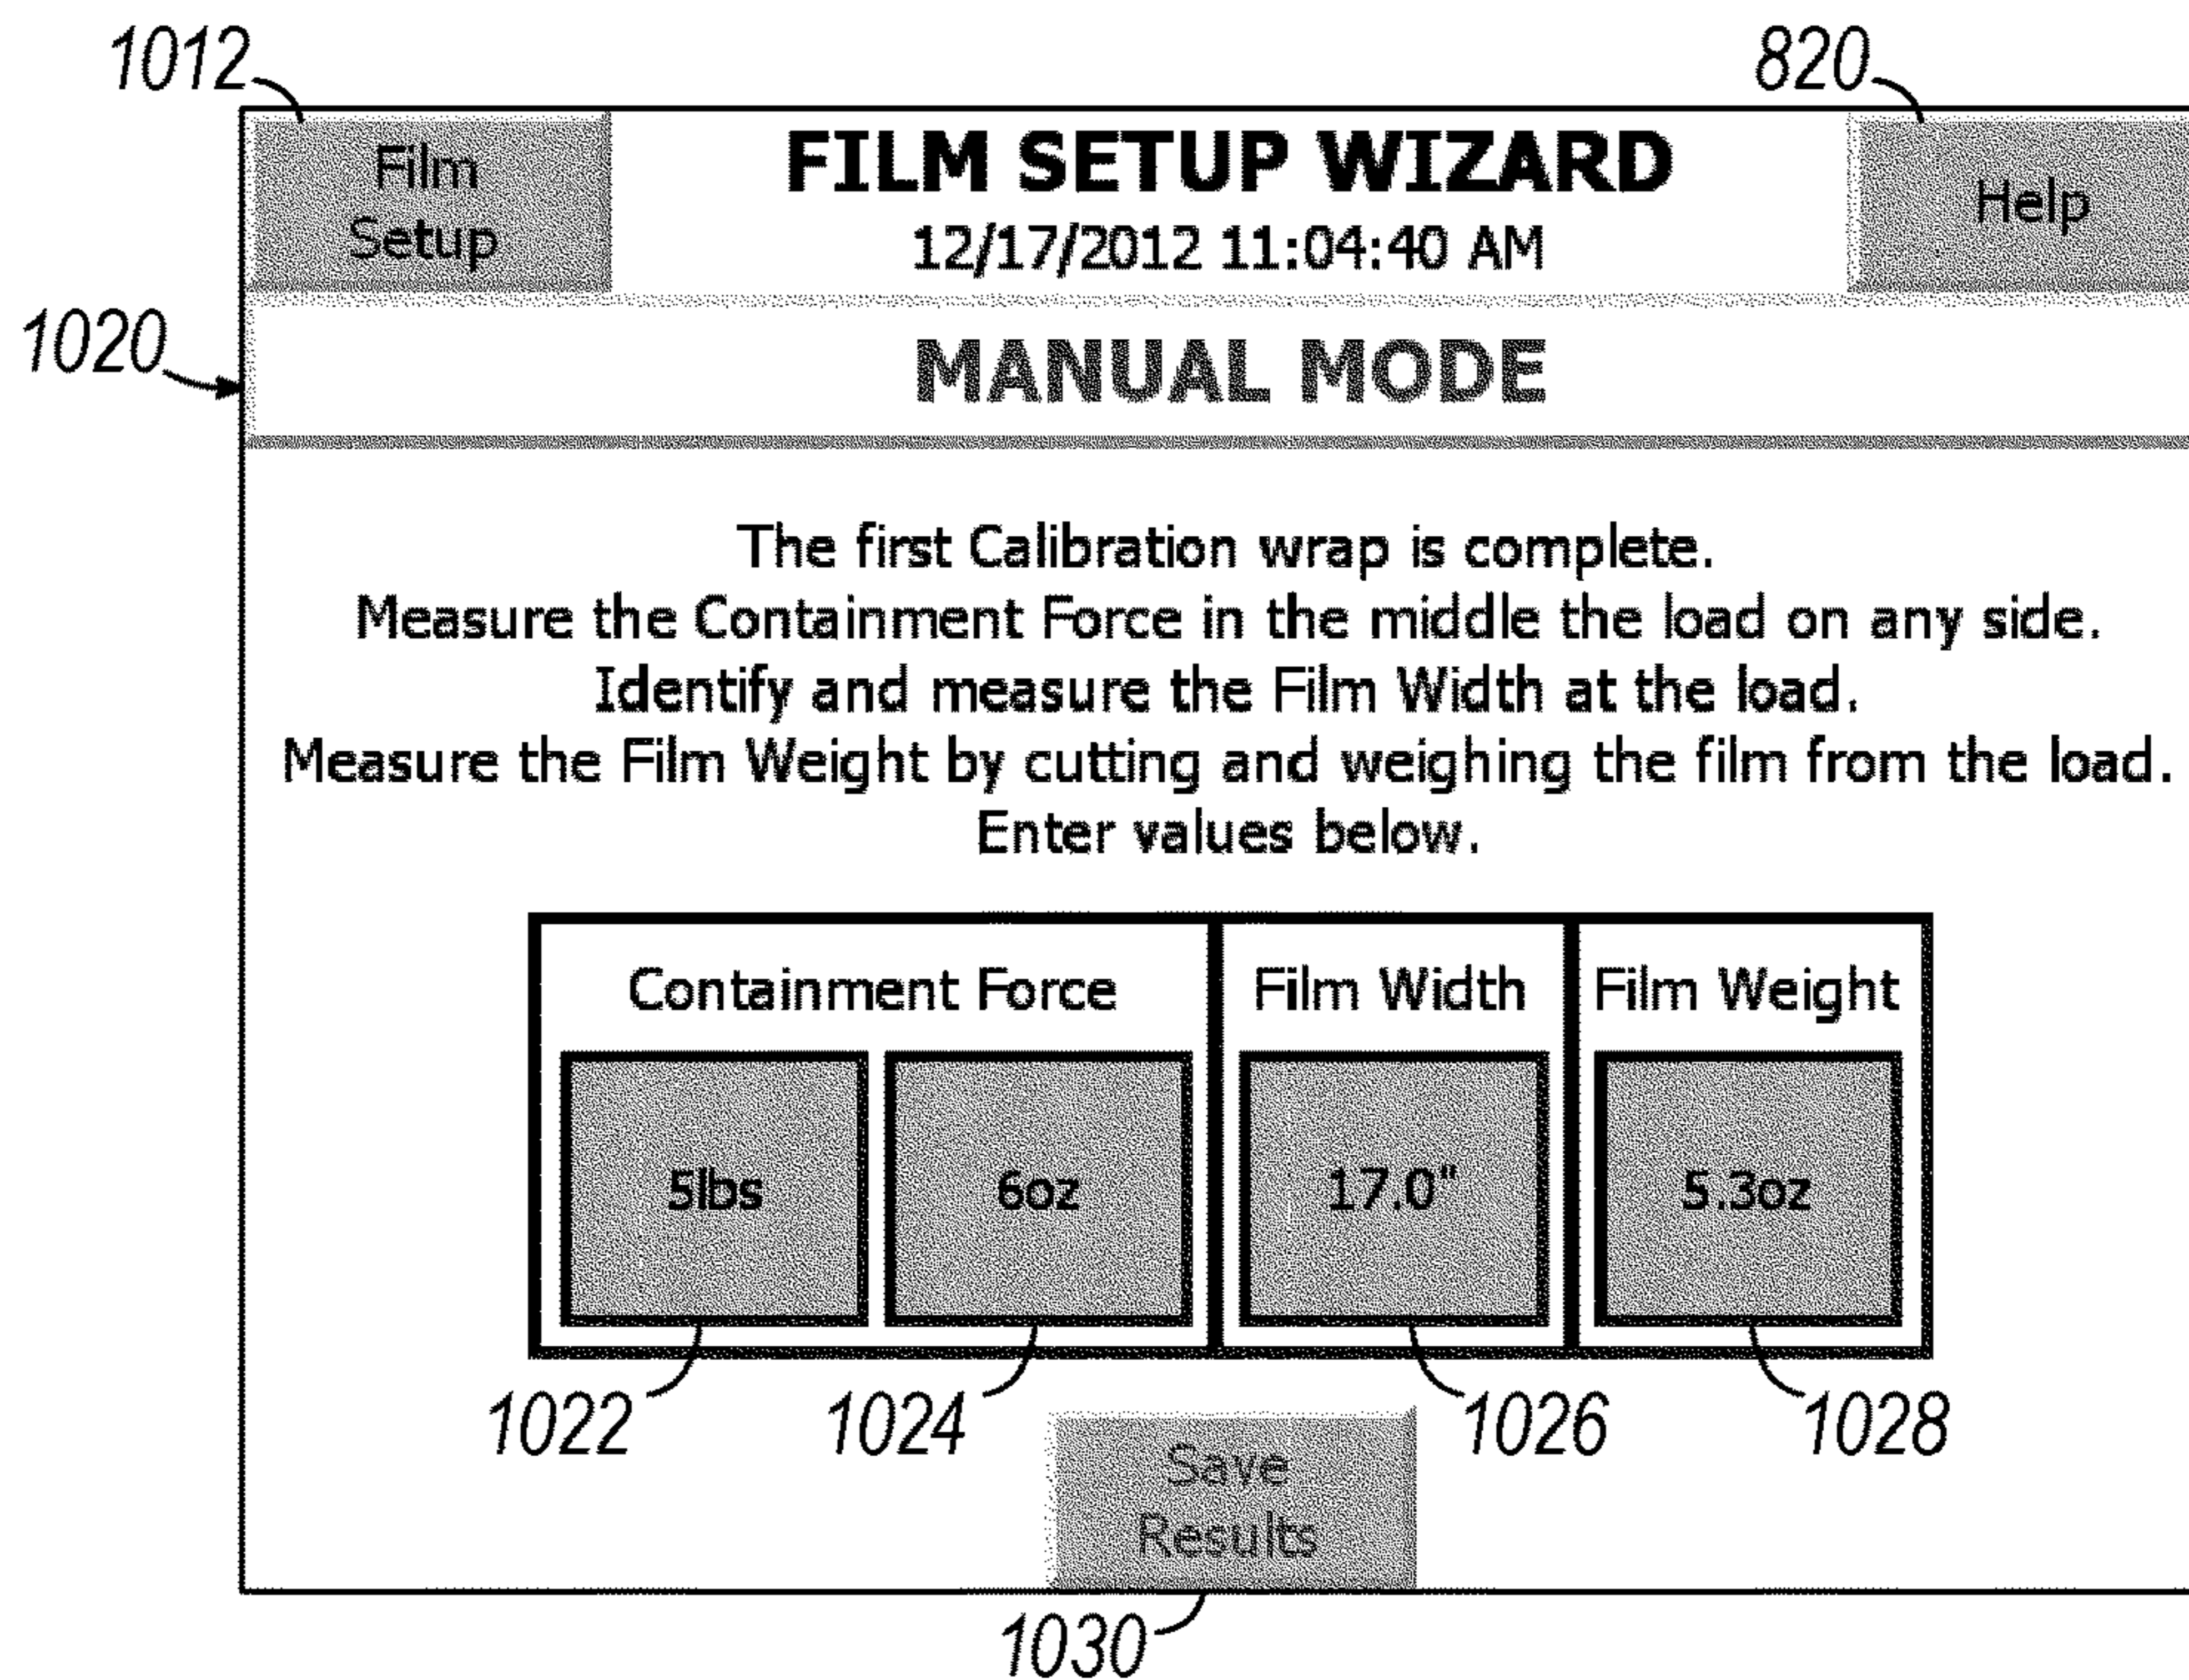 1012
820
Film
Setup
FILM SETUP WIZARD
12/17/2012 11:04:40 AM
Help
1020
MANUAL MODE
The first Calibration wrap is complete.
Measure the Containment Force in the middle the load on any side.
Identify and measure the Film Width at the load.
Measure the Film Weight by cutting and weighing the film from the load.
Enter values below.
Containment Force
Film Width
Film Weight
5lbs
6oz
17.0"
5.3oz
1022
1024
1026
1028
Save
Results
1030